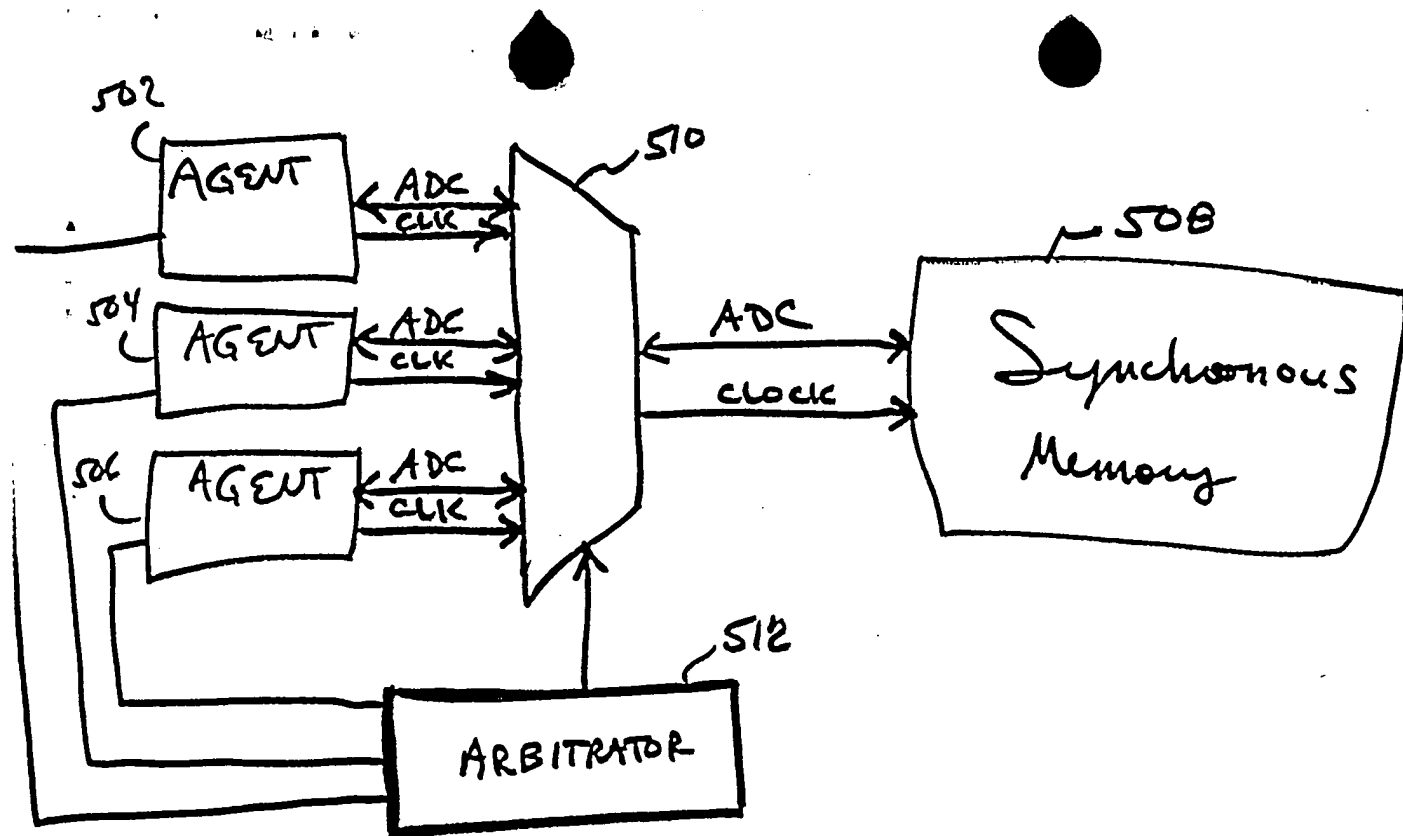 502
AGENT
ADC
CLK
510
504
AGENT
ADC
CLK
506
AGENT
ADC
CLK
ADC
CLOCK
508
Synchoonous
Memory
512
ARBITRATOR